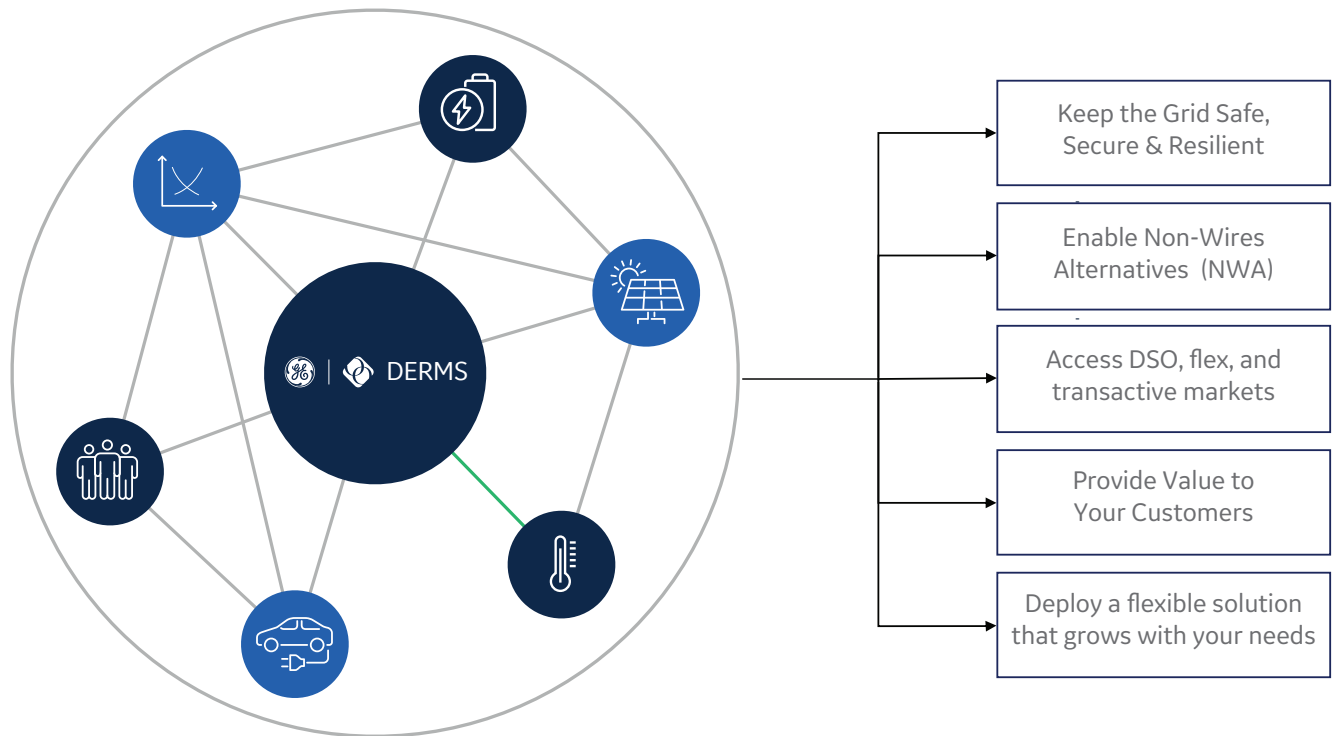 GE | DERMS
Keep the Grid Safe,
Secure & Resilient
Enable Non-Wires
Alternatives (NWA)
Access DSO, flex, and
transactive markets
Provide Value to
Your Customers
Deploy a flexible solution
that grows with your needs